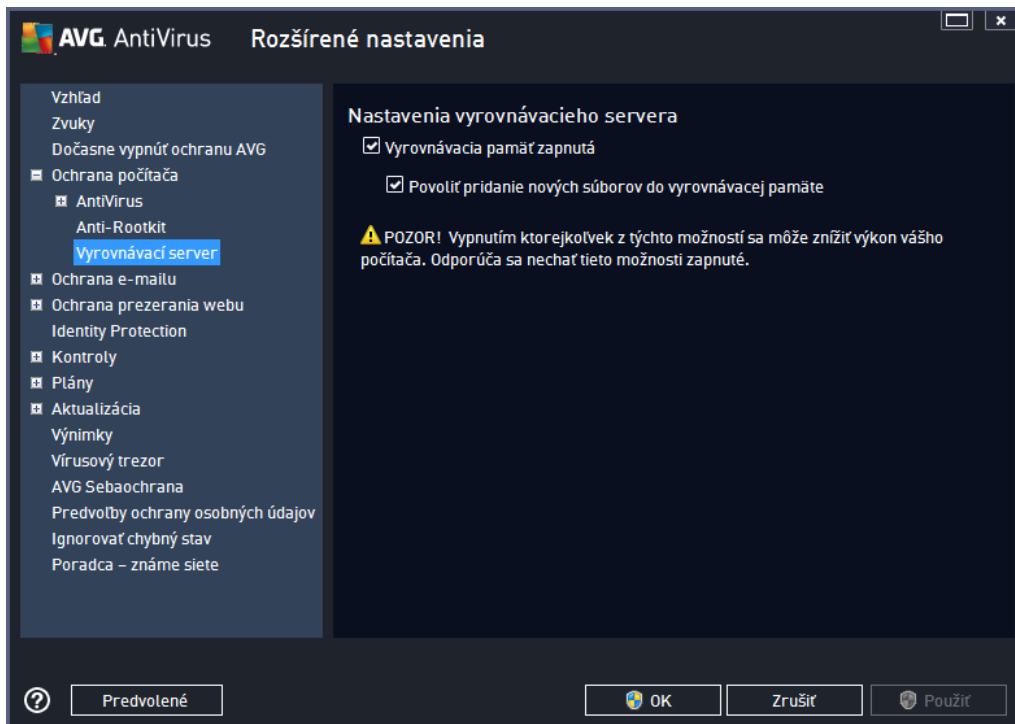 AVG. AntiVirus Rozšírené nastavenia
Vzhľad
Zvuky
Dočasne vypnúť ochranu AVG
Ochrana počítača
AntiVirus
Anti-Rootkit
Vyrovnávací server
Ochrana e-mailu
Ochrana prezerania webu
Identity Protection
Kontroly
Plány
Aktualizácia
Výnimky
Vírusový trezor
AVG Sebaochrana
Predvoľby ochrany osobných údajov
Ignorovať chybný stav
Poradca – známe siete
Nastavenia vyrovnávacieho servera
Vyrovnávacia pamäť zapnutá
Povoliť pridanie nových súborov do vyrovnávacej pamäte
POZOR! Vypnutím ktorejkoľvek z týchto možností sa môže znížiť výkon vášho
počítača. Odporúča sa nechať tieto možnosti zapnuté.
Predvolené
OK
Zrušiť
Použiť